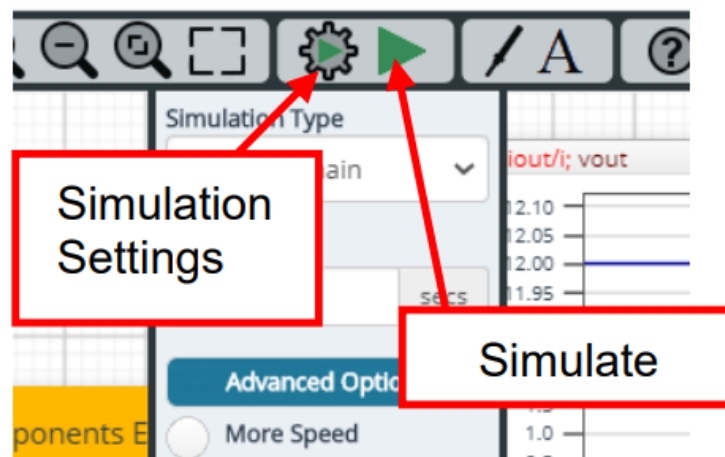 A ?
Simulation Type
ain
iout/i; vout
Simulation
Settings
12.10
12.05
12.00
11.95
secs
Simulate
Advanced Optio
ponents E
More Speed
1.0